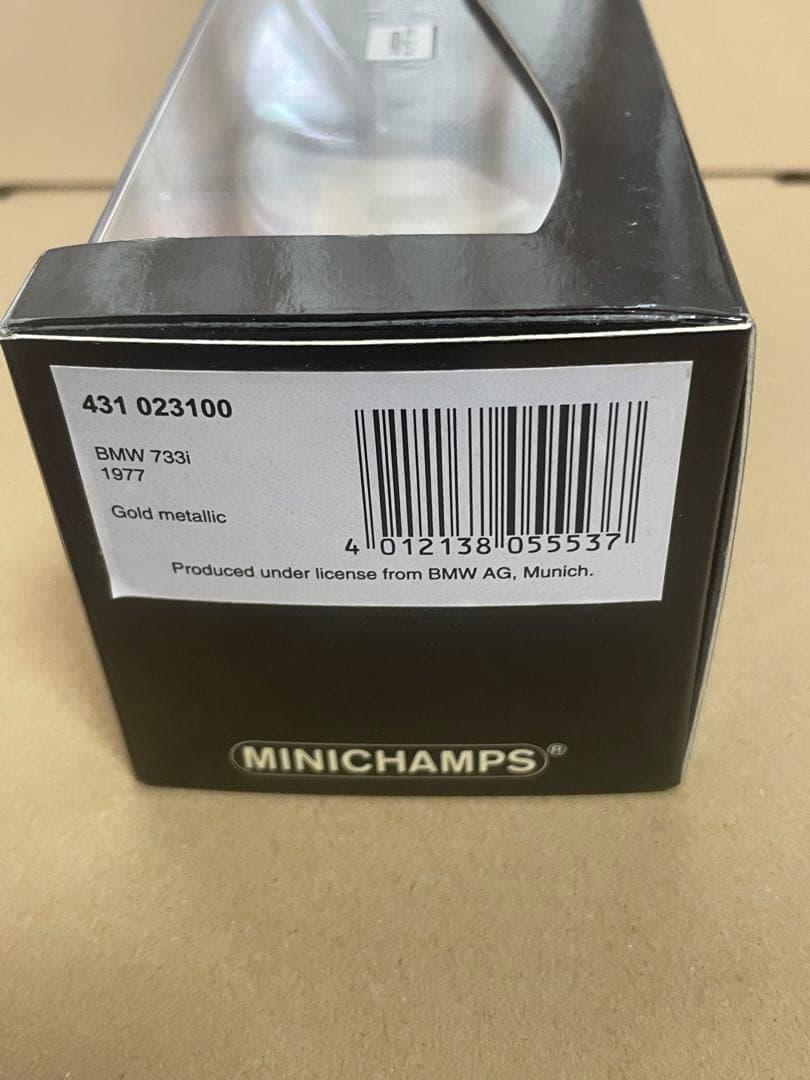 431 023100
BMW 733i
1977
Gold metallic
4 012138 055537
Produced under license from BMW AG, Munich.
MINICHAMPS®